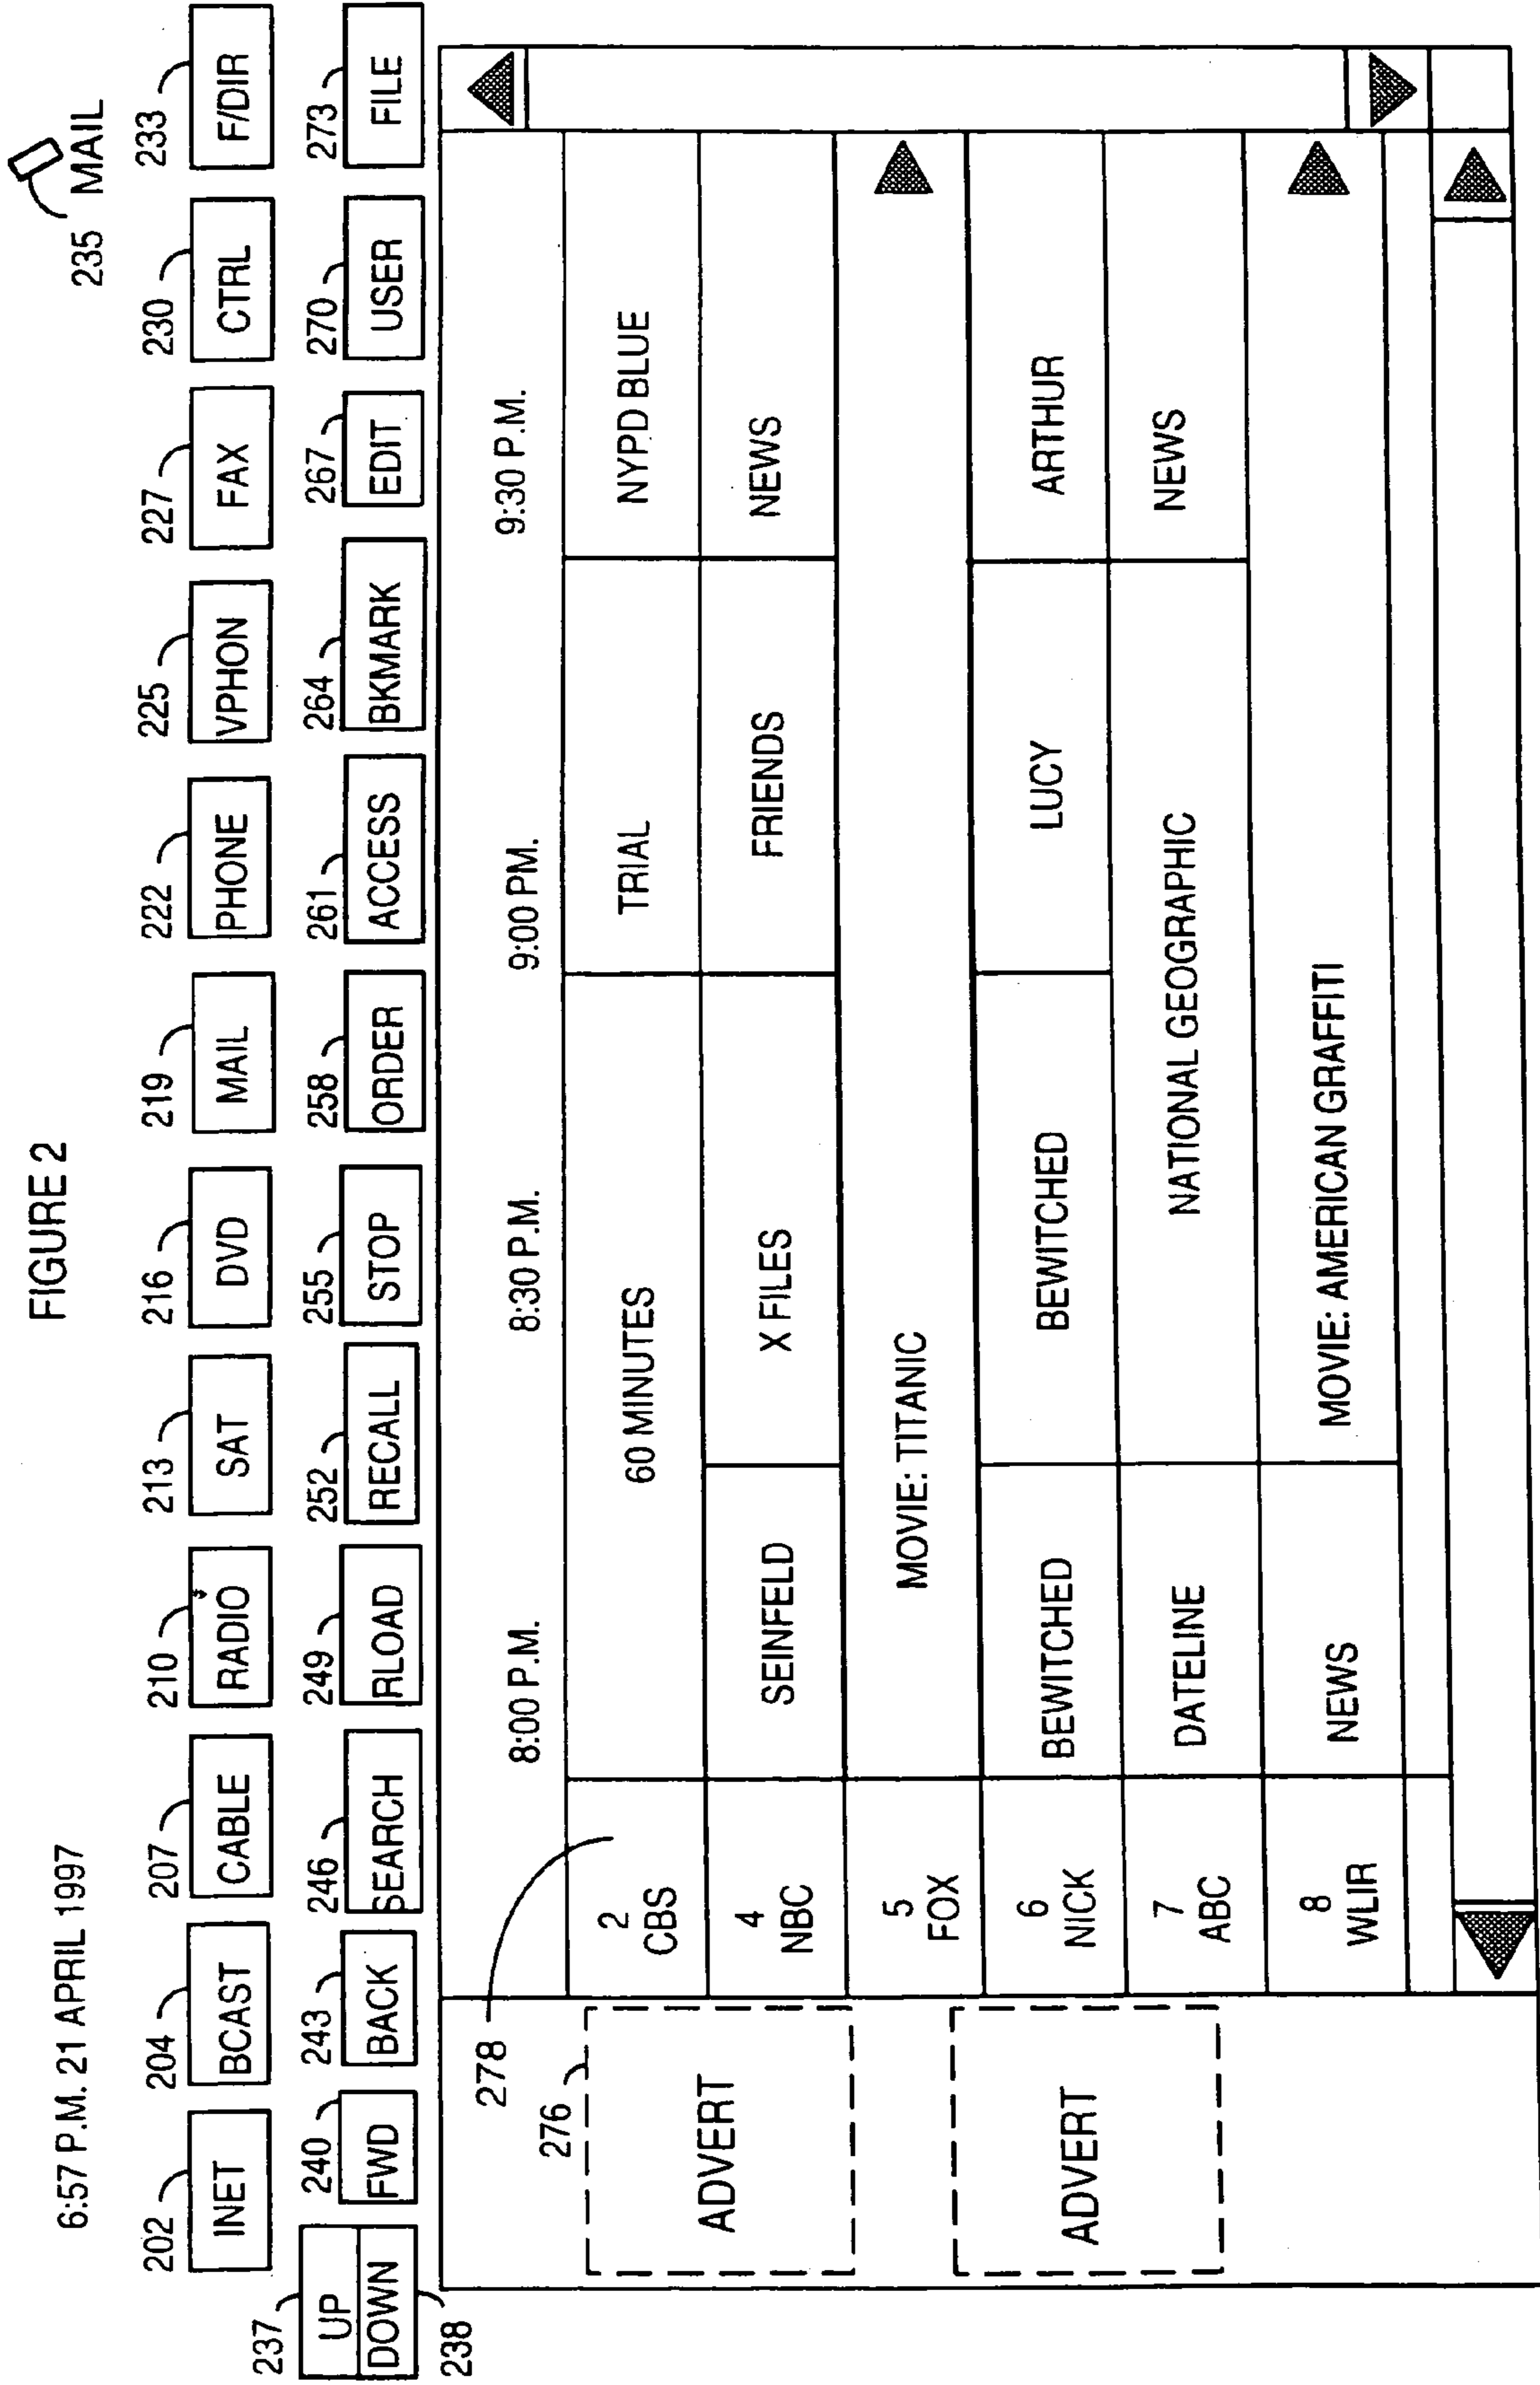 FIGURE 2
6:57 P.M. 21 APRIL 1997
235 MAIL
202 204 207 210 213 216 219 222 225 227 230 233
INET BCAST CABLE RADIO SAT DVD MAIL PHONE VPHON FAX CTRL F/DIR
237 240 243 246 249 252 255 258 261 264 267 270 273
UP
DOWN FWD BACK SEARCH RLOAD RECALL STOP ORDER ACCESS BKMARK EDIT USER FILE
238
278
8:00 P.M. 8:30 P.M. 9:00 PM. 9:30 P.M.
276
ADVERT
ADVERT
2
CBS
60 MINUTES TRIAL NYPD BLUE
4
NBC
SEINFELD X FILES FRIENDS NEWS
5
FOX
MOVIE: TITANIC
6
NICK
BEWITCHED BEWITCHED LUCY ARTHUR
7
ABC
DATELINE NATIONAL GEOGRAPHIC NEWS
8
WLIR
NEWS MOVIE: AMERICAN GRAFFITI